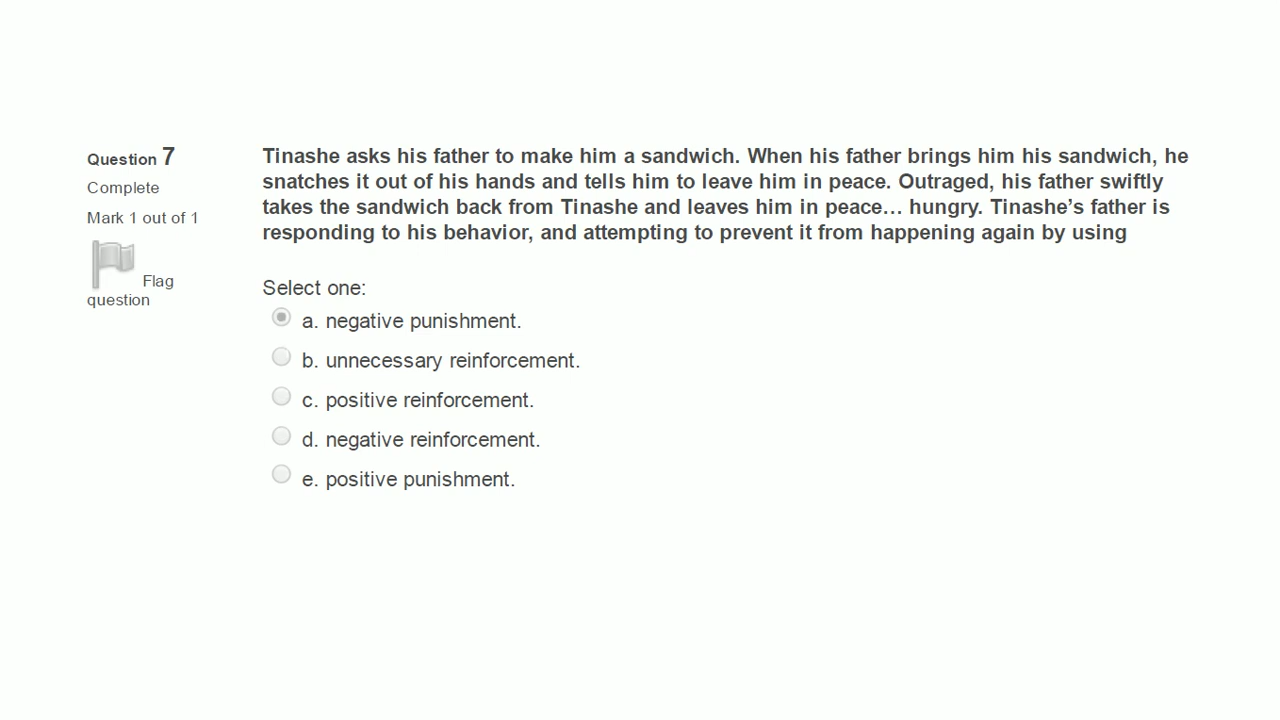 Question 7
Complete
Mark 1 out of 1
Flag
question
Tinashe asks his father to make him a sandwich. When his father brings him his sandwich, he
snatches it out of his hands and tells him to leave him in peace. Outraged, his father swiftly
takes the sandwich back from Tinashe and leaves him in peace… hungry. Tinashe’s father is
responding to his behavior, and attempting to prevent it from happening again by using
Select one:
a. negative punishment.
b. unnecessary reinforcement.
c. positive reinforcement.
d. negative reinforcement.
e. positive punishment.